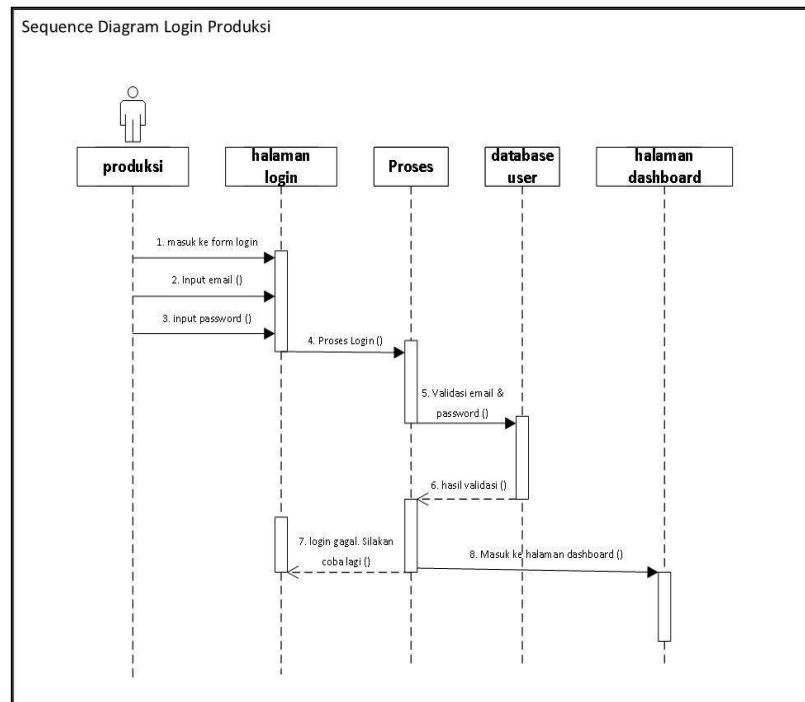 Sequence Diagram Login Produksi
produksi
halaman
login
Proses
database
user
halaman
dashboard
1. masuk ke form login
2. Input email ()
3. input password ()
4. Proses Login ()
5. Validasi email &
password ()
6. hasil validasi ()
7. login gagal. Silakan
coba lagi ()
8. Masuk ke halaman dashboard ()